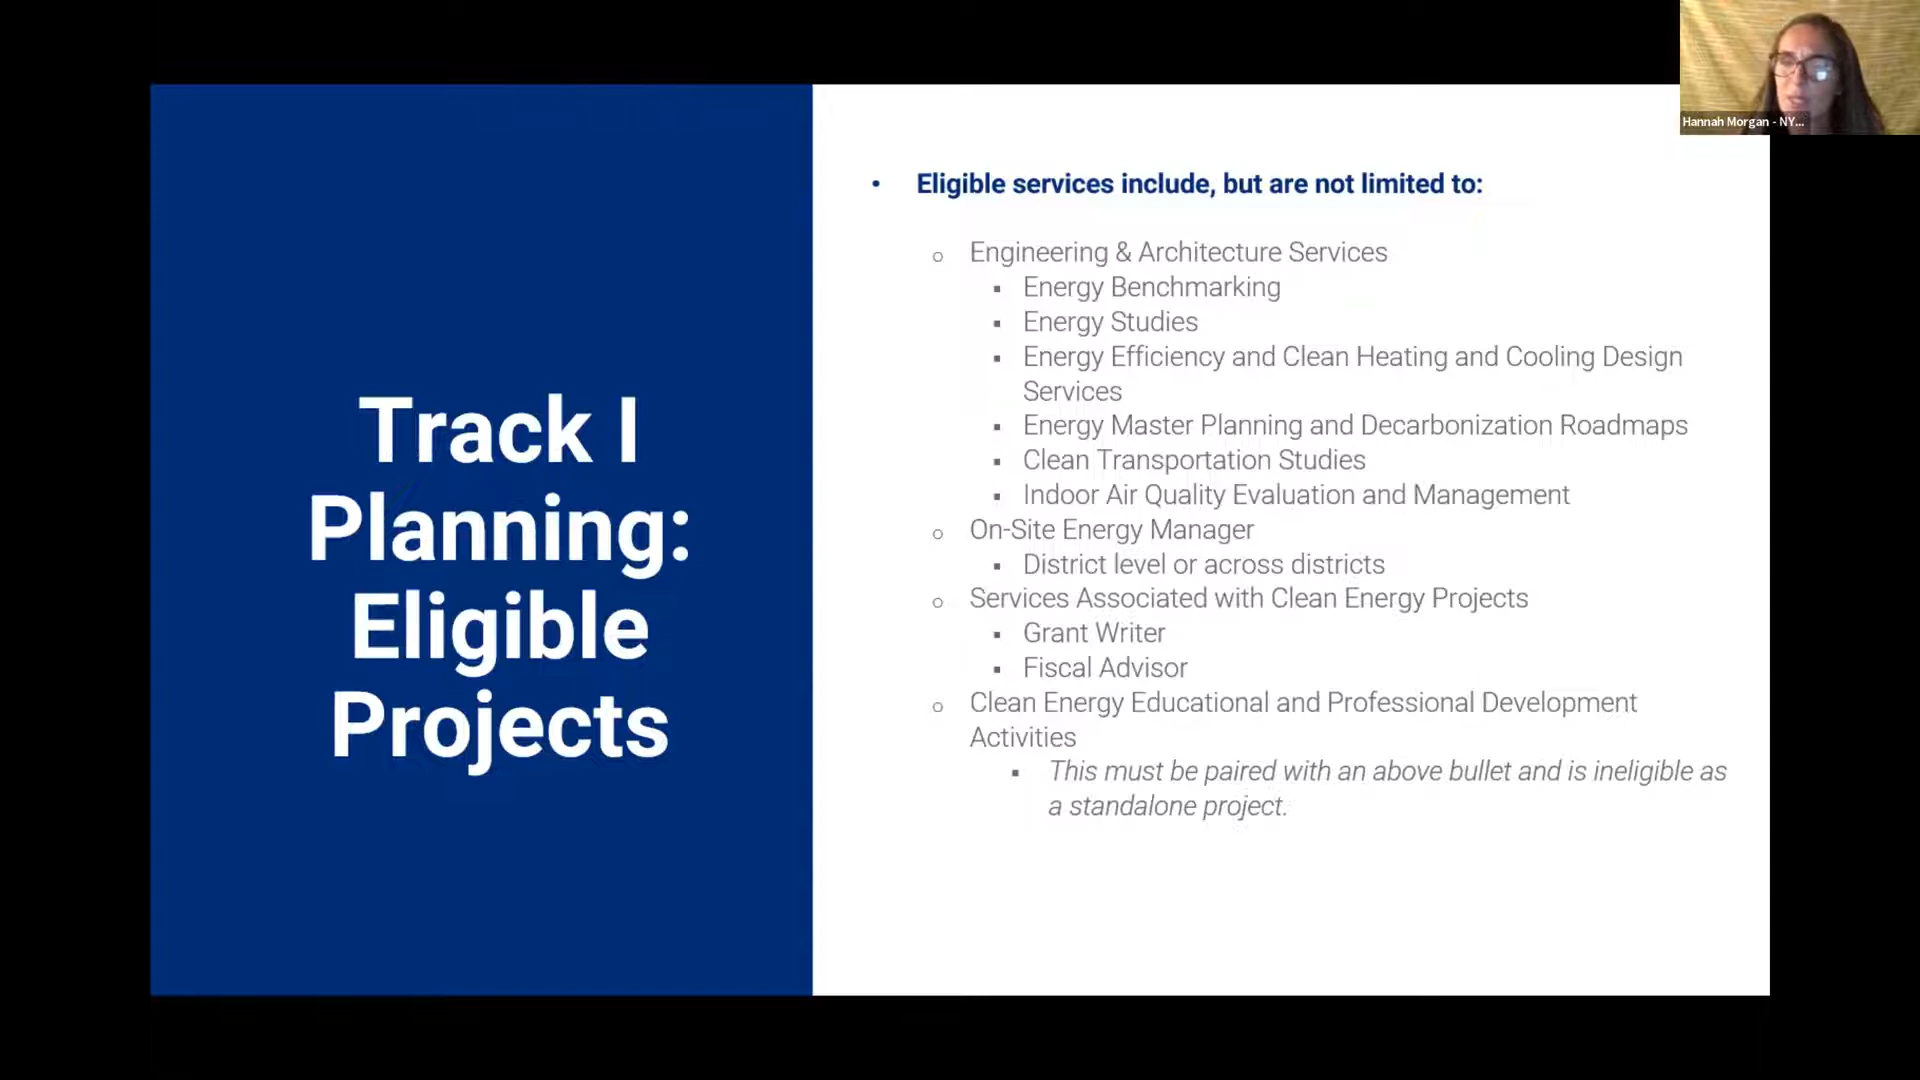 Hannah Morgan - NY...
Track I
Planning:
Eligible
Projects
• Eligible services include, but are not limited to:
o Engineering & Architecture Services
▪ Energy Benchmarking
▪ Energy Studies
▪ Energy Efficiency and Clean Heating and Cooling Design
Services
▪ Energy Master Planning and Decarbonization Roadmaps
▪ Clean Transportation Studies
▪ Indoor Air Quality Evaluation and Management
o On-Site Energy Manager
▪ District level or across districts
o Services Associated with Clean Energy Projects
▪ Grant Writer
▪ Fiscal Advisor
o Clean Energy Educational and Professional Development
Activities
▪ This must be paired with an above bullet and is ineligible as
a standalone project.